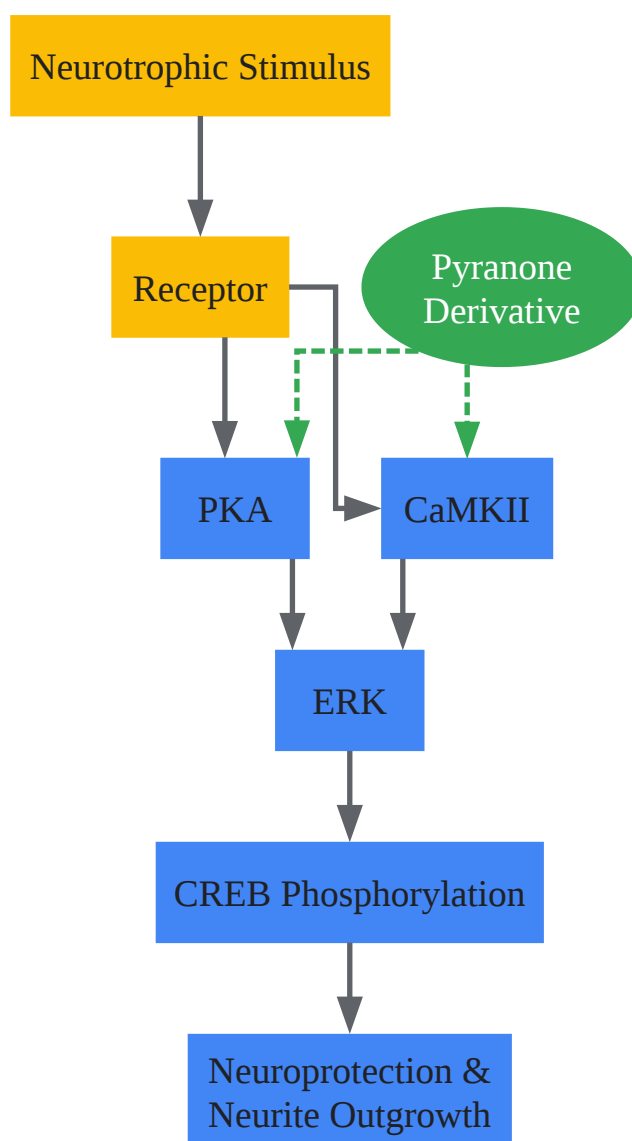 Neurotrophic Stimulus
Receptor
Pyranone
Derivative
PKA
CaMKII
ERK
CREB Phosphorylation
Neuroprotection &
Neurite Outgrowth